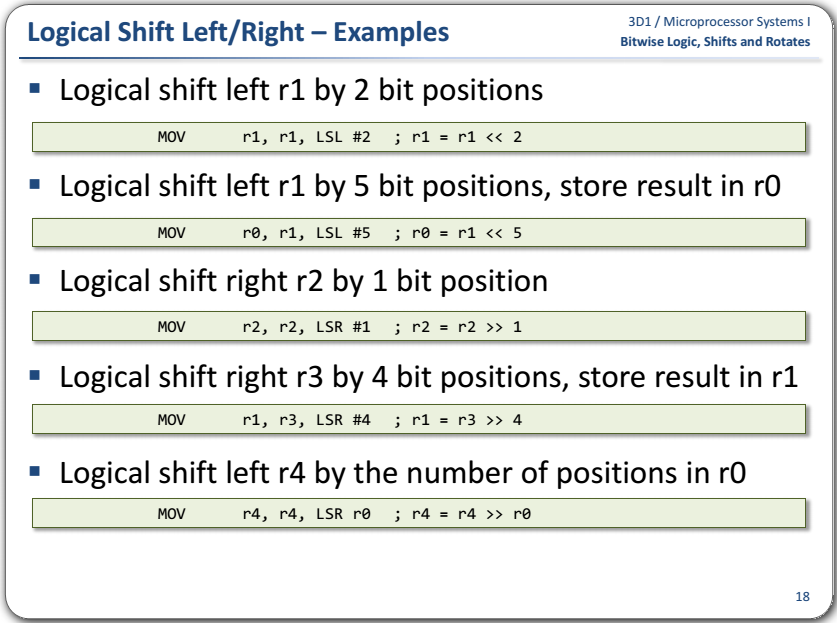 Logical Shift Left/Right – Examples
3D1 / Microprocessor Systems I
Bitwise Logic, Shifts and Rotates
▪ Logical shift left r1 by 2 bit positions
MOV r1, r1, LSL #2 ; r1 = r1 << 2
▪ Logical shift left r1 by 5 bit positions, store result in r0
MOV r0, r1, LSL #5 ; r0 = r1 << 5
▪ Logical shift right r2 by 1 bit position
MOV r2, r2, LSR #1 ; r2 = r2 >> 1
▪ Logical shift right r3 by 4 bit positions, store result in r1
MOV r1, r3, LSR #4 ; r1 = r3 >> 4
▪ Logical shift left r4 by the number of positions in r0
MOV r4, r4, LSR r0 ; r4 = r4 >> r0
18